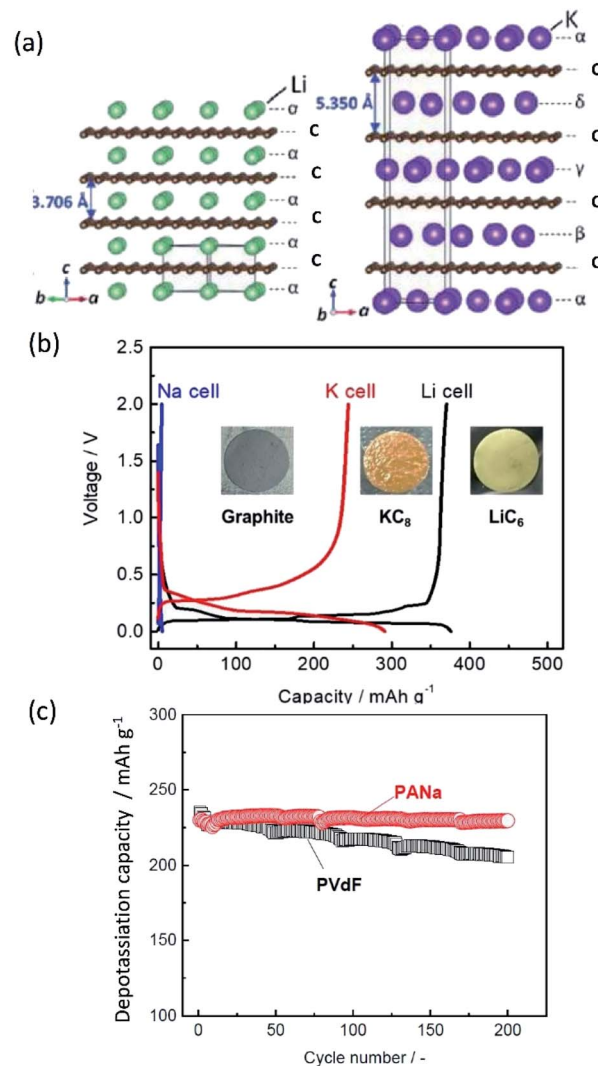 (a)
Li
α
C
α
C
3.706 Å
α
C
α
C
α
c
b
a
K
α
C
5.350 Å
δ
C
γ
C
β
C
α
c
b
a
(b)
2.5
2.0
1.5
1.0
0.5
0.0
Voltage / V
Na cell
K cell
Li cell
Graphite
KC₈
LiC₆
0 100 200 300 400 500
Capacity / mAh g⁻¹
(c)
300
250
200
150
100
Depotassiation capacity / mAh g⁻¹
PANa
PVdF
0 50 100 150 200
Cycle number / -